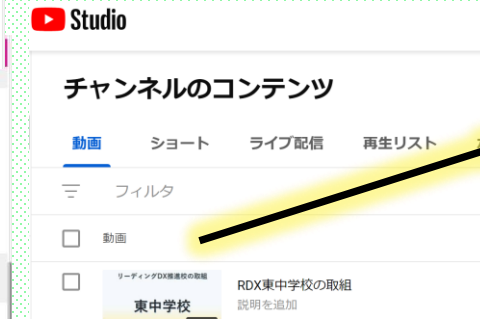 Studio
チャンネルのコンテンツ
動画 ショート ライブ配信 再生リスト
フィルタ
動画
リーディングDX推進校の取組
東中学校
RDX東中学校の取組
説明を追加